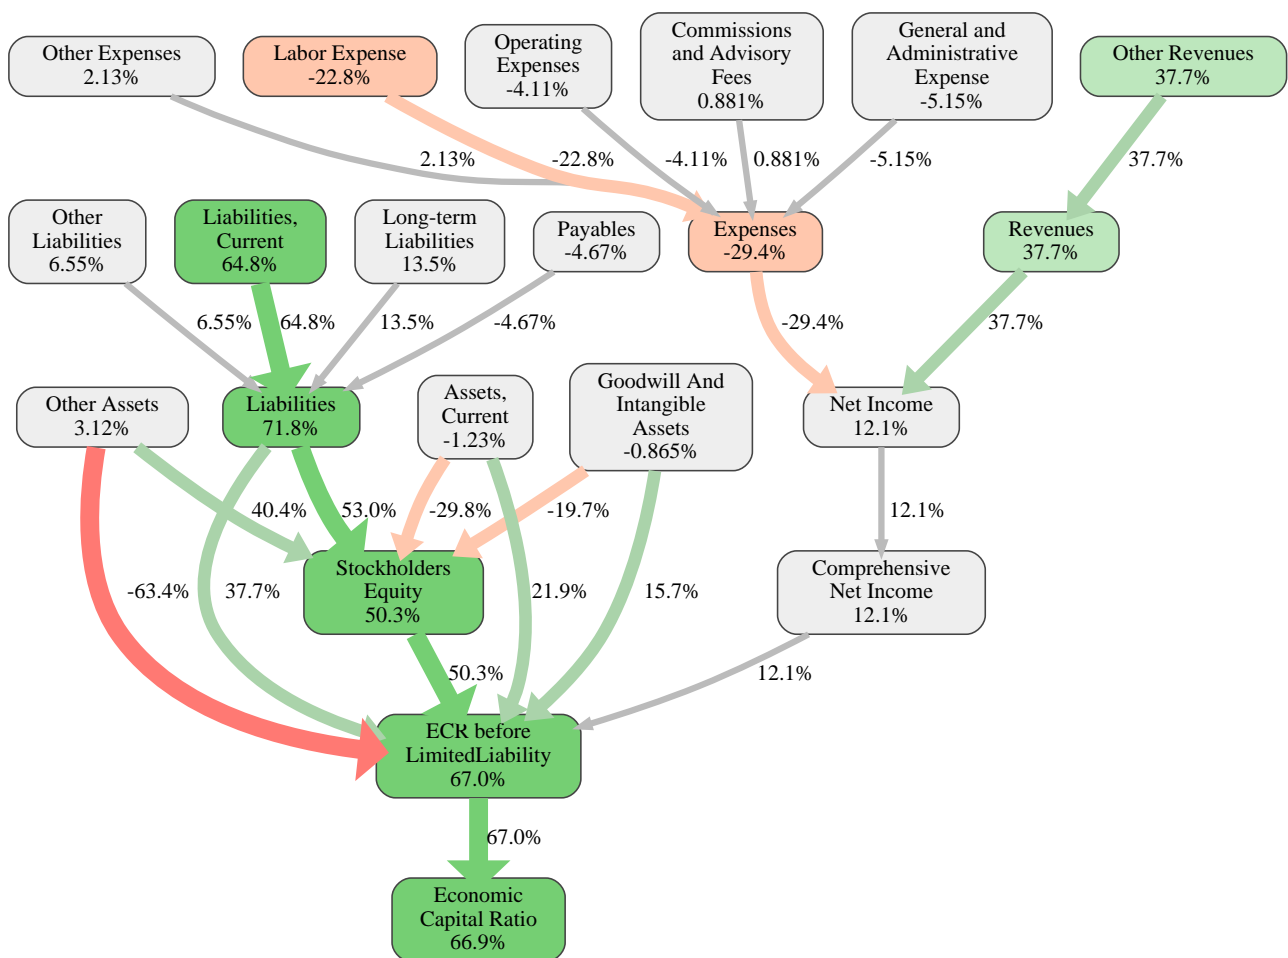 Other Expenses
2.13%
Labor Expense
-22.8%
Operating
Expenses
-4.11%
Commissions
and Advisory
Fees
0.881%
General and
Administrative
Expense
-5.15%
Other Revenues
37.7%
2.13%
-22.8%
-4.11%
0.881%
-5.15%
37.7%
Other
Liabilities
6.55%
Liabilities,
Current
64.8%
Long-term
Liabilities
13.5%
Payables
-4.67%
Expenses
-29.4%
Revenues
37.7%
6.55%
64.8%
13.5%
-4.67%
-29.4%
37.7%
Other Assets
3.12%
Liabilities
71.8%
Assets,
Current
-1.23%
Goodwill And
Intangible
Assets
-0.865%
Net Income
12.1%
40.4%
53.0%
-29.8%
-19.7%
12.1%
-63.4%
37.7%
Stockholders
Equity
50.3%
21.9%
15.7%
Comprehensive
Net Income
12.1%
50.3%
12.1%
ECR before
LimitedLiability
67.0%
67.0%
Economic
Capital Ratio
66.9%